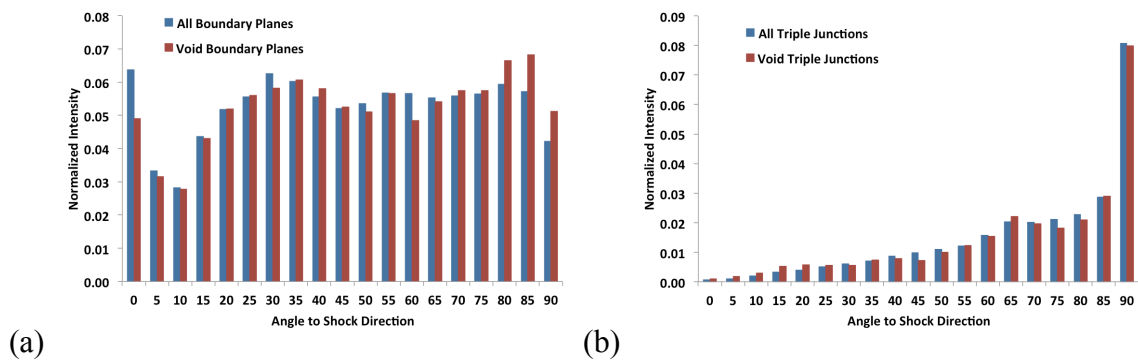 0.08
0.07
0.06
0.05
0.04
0.03
0.02
0.01
0.00
Normalized Intensity
All Boundary Planes
Void Boundary Planes
0 5 10 15 20 25 30 35 40 45 50 55 60 65 70 75 80 85 90
Angle to Shock Direction
(a)
0.09
0.08
0.07
0.06
0.05
0.04
0.03
0.02
0.01
0.00
Normalized Intensity
All Triple Junctions
Void Triple Junctions
0 5 10 15 20 25 30 35 40 45 50 55 60 65 70 75 80 85 90
Angle to Shock Direction
(b)